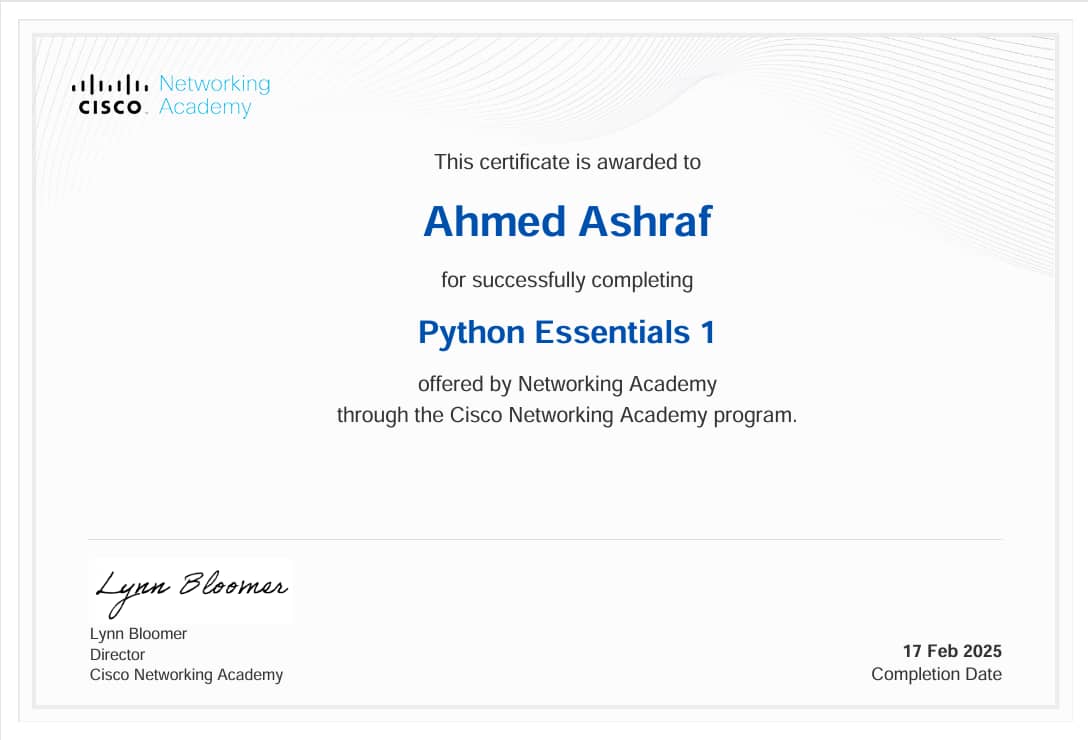 Networking
CISCO. Academy
This certificate is awarded to
Ahmed Ashraf
for successfully completing
Python Essentials 1
offered by Networking Academy
through the Cisco Networking Academy program.
Lynn Bloomer
Lynn Bloomer
Director
Cisco Networking Academy
17 Feb 2025
Completion Date